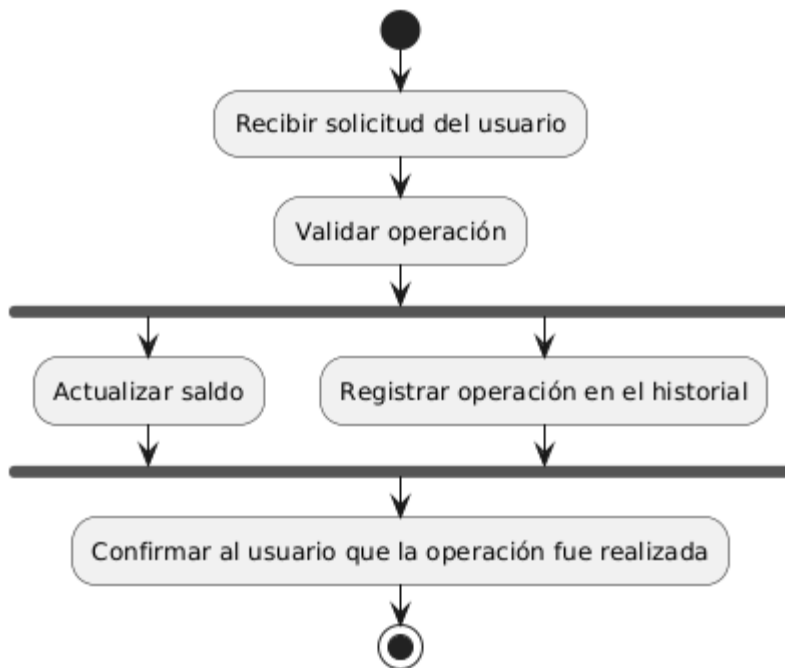 Recibir solicitud del usuario
Validar operación
Actualizar saldo
Registrar operación en el historial
Confirmar al usuario que la operación fue realizada